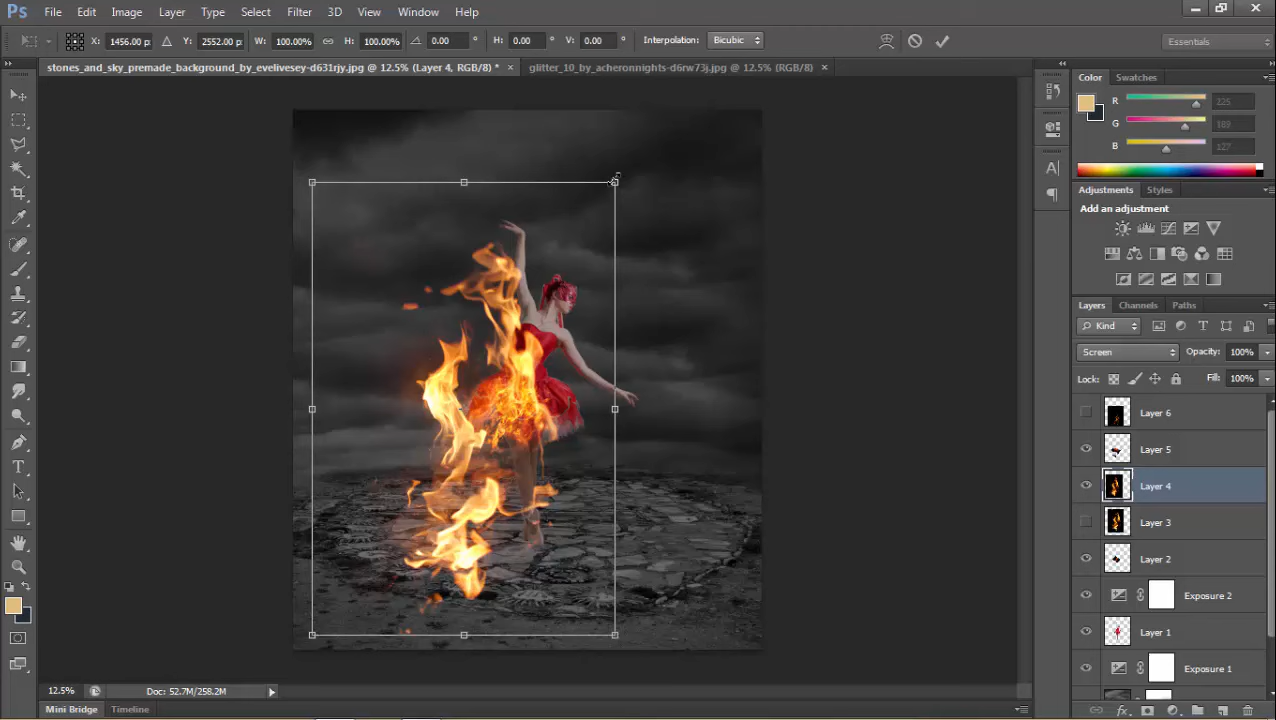 Ps File Edit Image Layer Type Select Filter 3D View Window Help
X: 1456.00 p Y: 2552.00 p W: 100.00% H: 100.00% 0.00 ° H: 0.00 ° V: 0.00 ° Interpolation: Bicubic Essentials
stones_and_sky_premade_background_by_evelivesey-d631rjy.jpg @ 12.5% (Layer 4, RGB/8) * × glitter_10_by_acheronnights-d6rw73j.jpg @ 12.5% (RGB/8) ×
Color Swatches
R 225
G 189
B 127
Adjustments Styles
Add an adjustment
Layers Channels Paths
Kind
Screen Opacity: 100%
Lock: Fill: 100%
Layer 6
Layer 5
Layer 4
Layer 3
Layer 2
Exposure 2
Layer 1
Exposure 1
12.5% Doc: 52.7M/258.2M
Mini Bridge Timeline